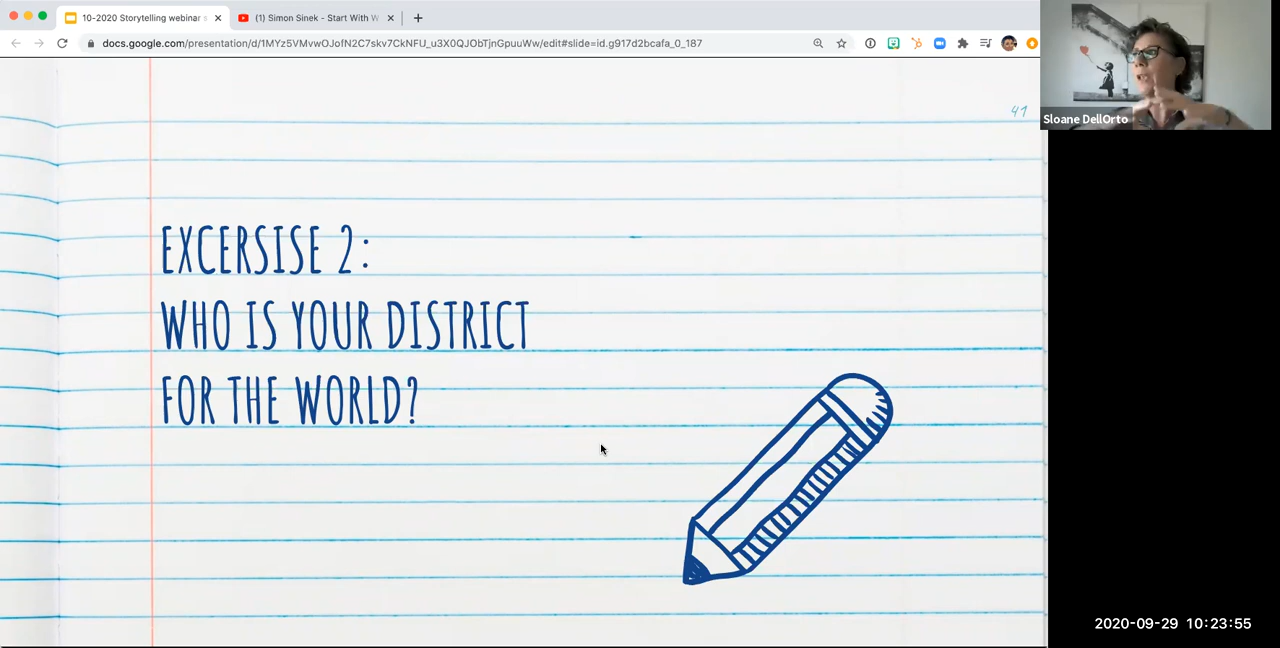 10-2020 Storytelling webinar s
(1) Simon Sinek - Start With W
docs.google.com/presentation/d/1MYz5VMvwOJofN2C7skv7CkNFU_u3X0QJObTjnGpuuWw/edit#slide=id.g917d2bcafa_0_187
41
Sloane DellOrto
EXCERSISE 2:
WHO IS YOUR DISTRICT
FOR THE WORLD?
2020-09-29 10:23:55